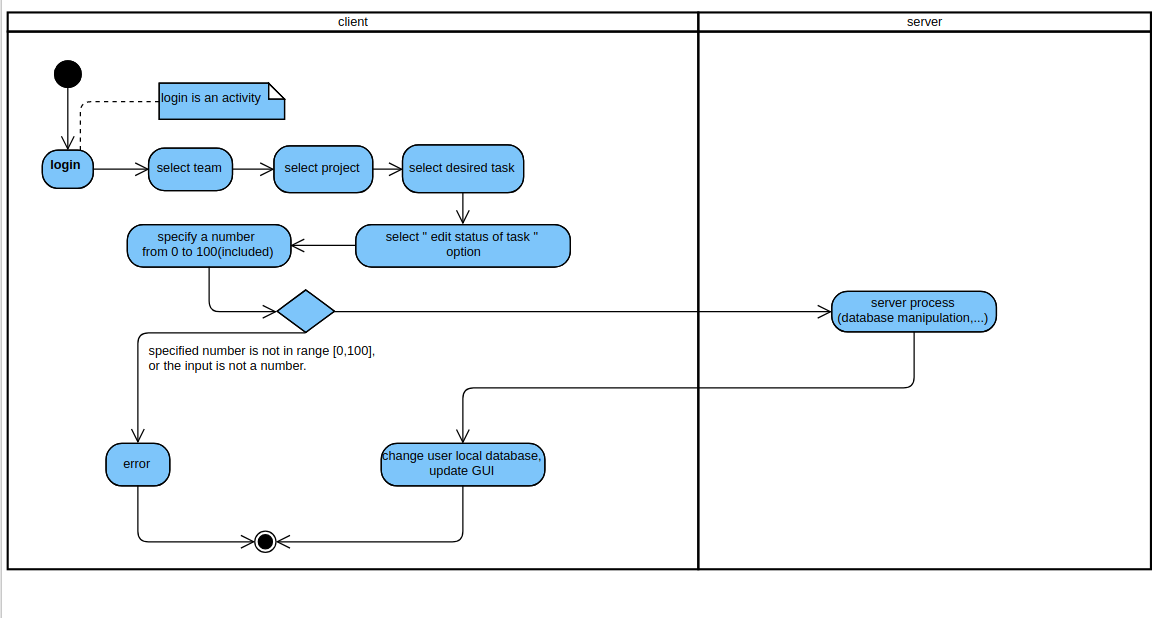 client
server
login is an activity
login
select team
select project
select desired task
specify a number
from 0 to 100(included)
select " edit status of task "
option
server process
(database manipulation,...)
specified number is not in range [0,100],
or the input is not a number.
error
change user local database,
update GUI